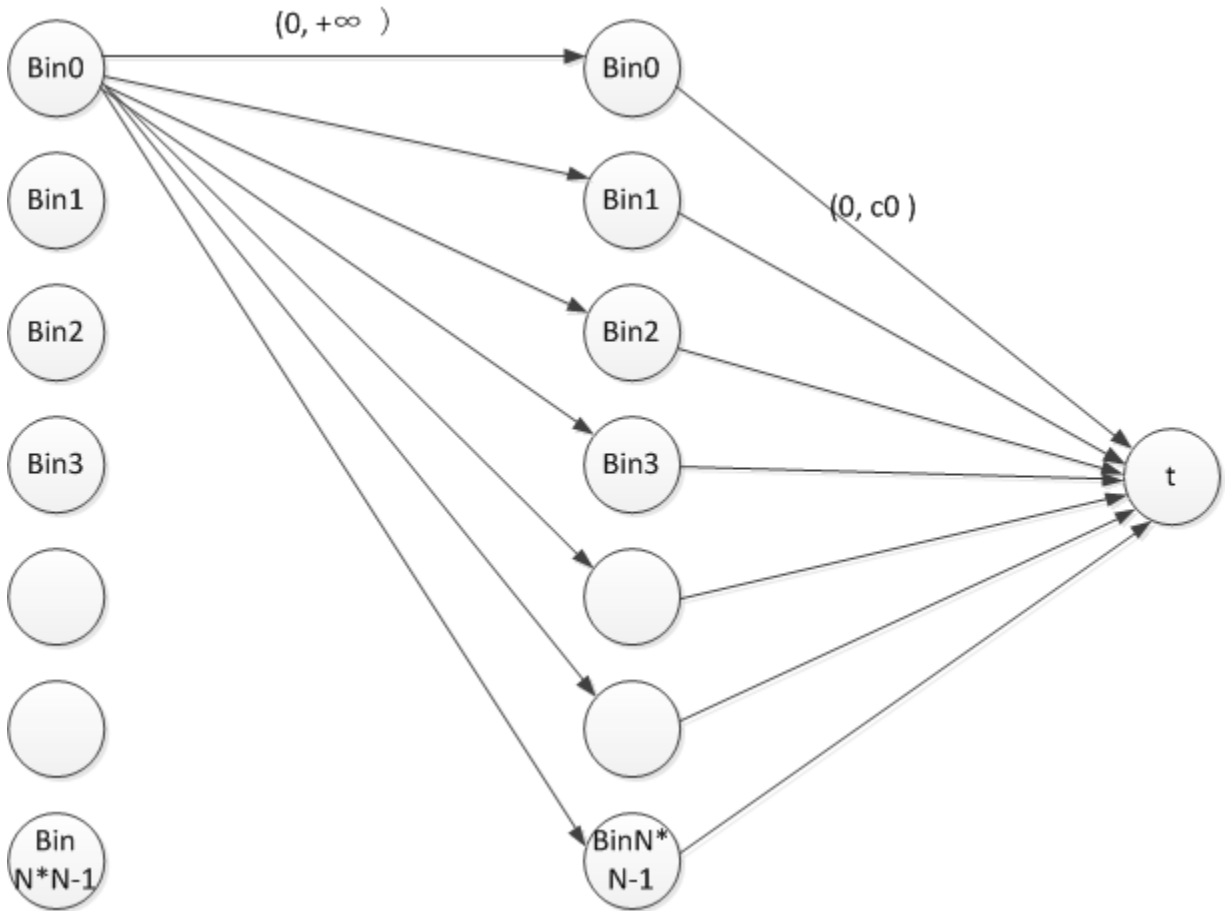 (0, +∞ )
Bin0
Bin0
Bin1
Bin1
(0, c0 )
Bin2
Bin2
Bin3
Bin3
t
Bin
N*N-1
BinN*
N-1